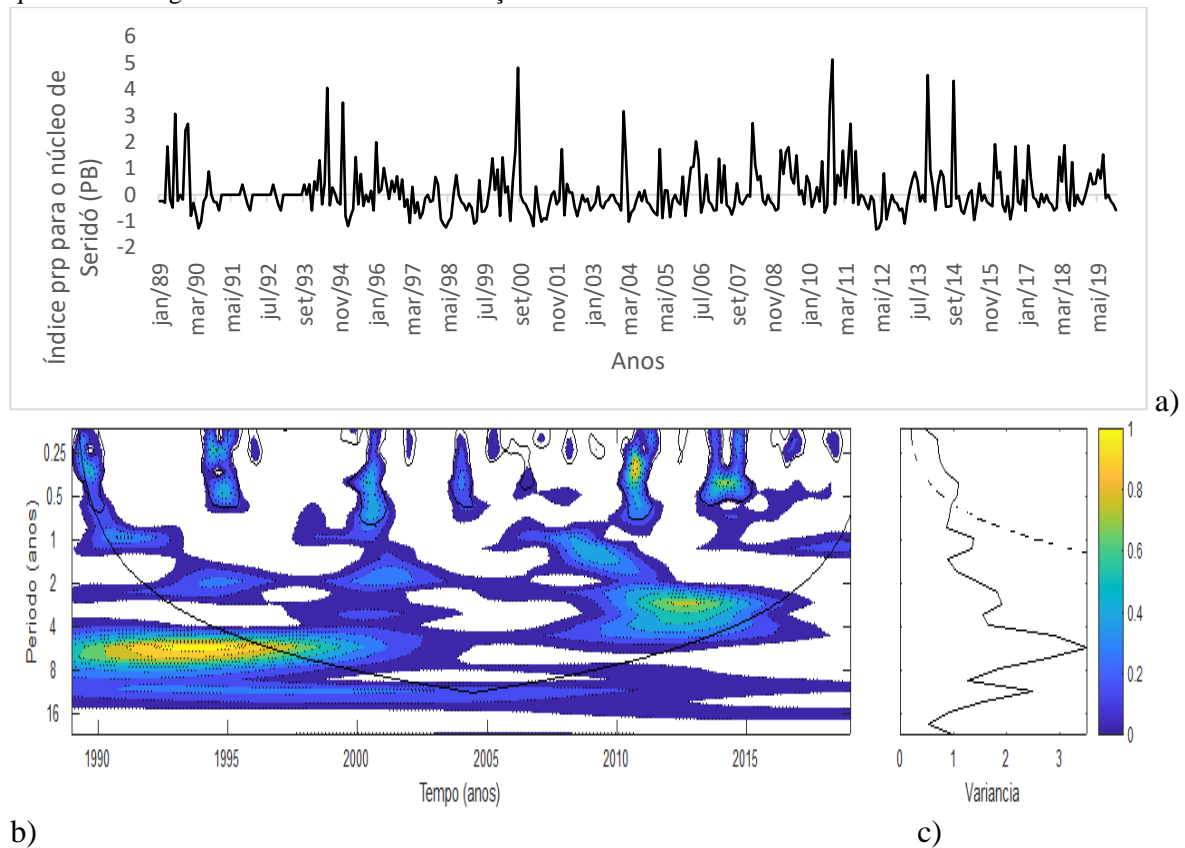 6
5
4
3
2
1
0
-1
-2
Índice prp para o núcleo de
Seridó (PB)
jan/89
mar/90
mai/91
jul/92
set/93
nov/94
jan/96
mar/97
mai/98
jul/99
set/00
nov/01
jan/03
mar/04
mai/05
jul/06
set/07
nov/08
jan/10
mar/11
mai/12
jul/13
set/14
nov/15
jan/17
mar/18
mai/19
Anos
a)
Periodo (anos)
0.25
0.5
1
2
4
8
16
1990
1995
2000
2005
2010
2015
Tempo (anos)
0
1
2
3
Variancia
1
0.8
0.6
0.4
0.2
0
b)
c)